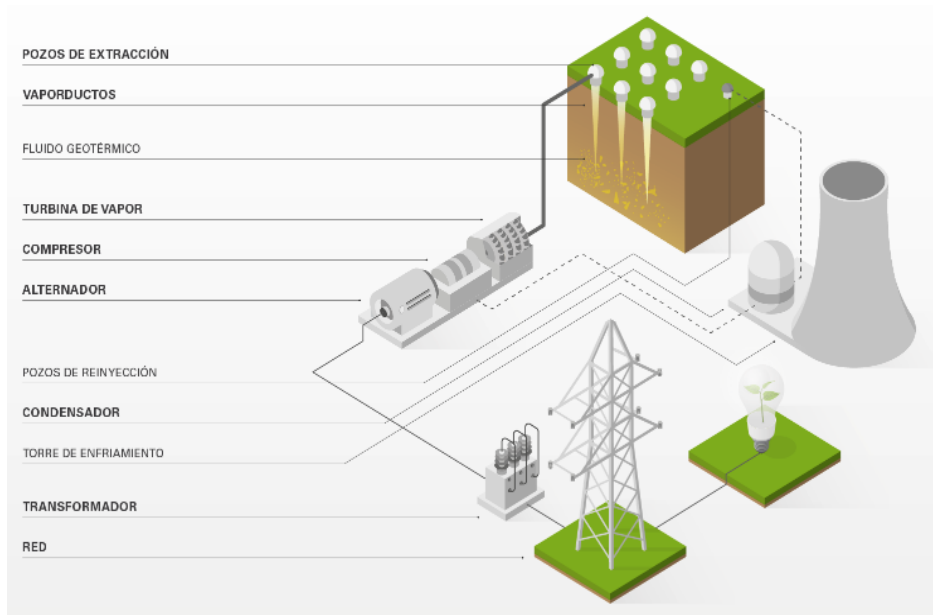 POZOS DE EXTRACCIÓN
VAPORDUCTOS
FLUIDO GEOTÉRMICO
TURBINA DE VAPOR
COMPRESOR
ALTERNADOR
POZOS DE REINYECCIÓN
CONDENSADOR
TORRE DE ENFRIAMIENTO
TRANSFORMADOR
RED